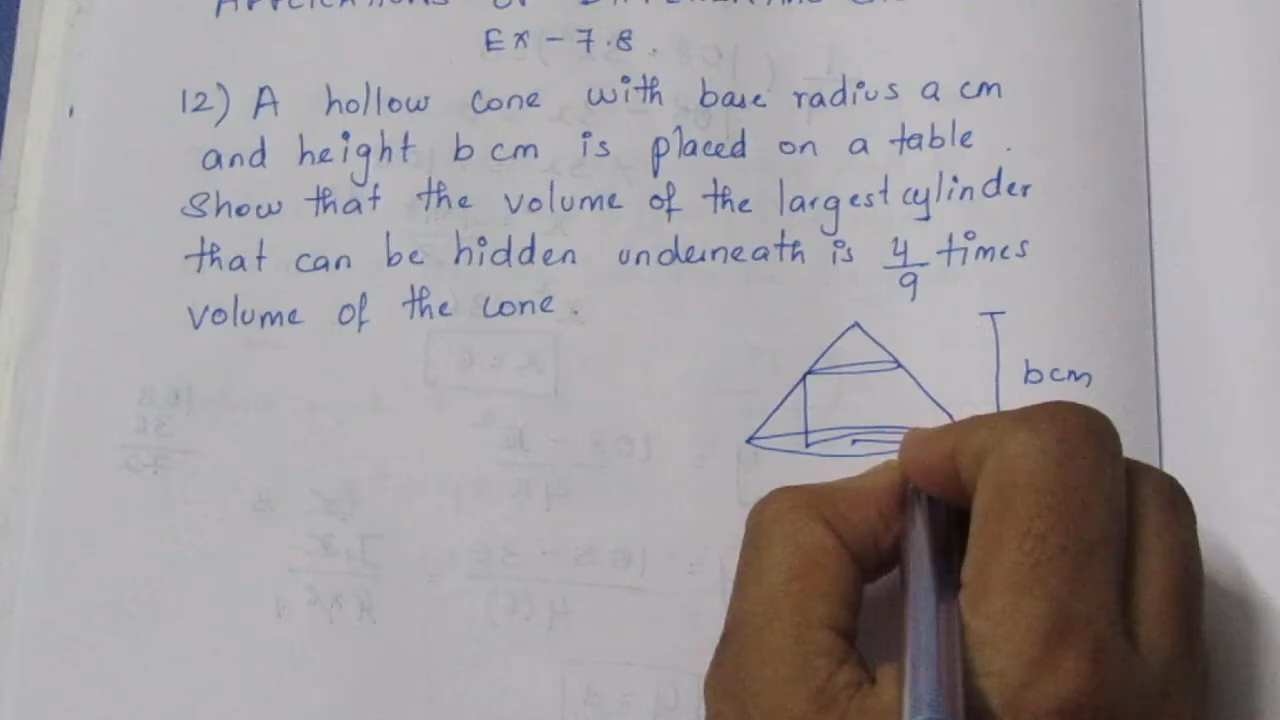 APPLICATIONS OF
Ex - 7.8.
12) A hollow cone with base radius a cm
and height b cm is placed on a table.
Show that the volume of the largest cylinder
that can be hidden underneath is 4/9 times
volume of the cone.
b cm